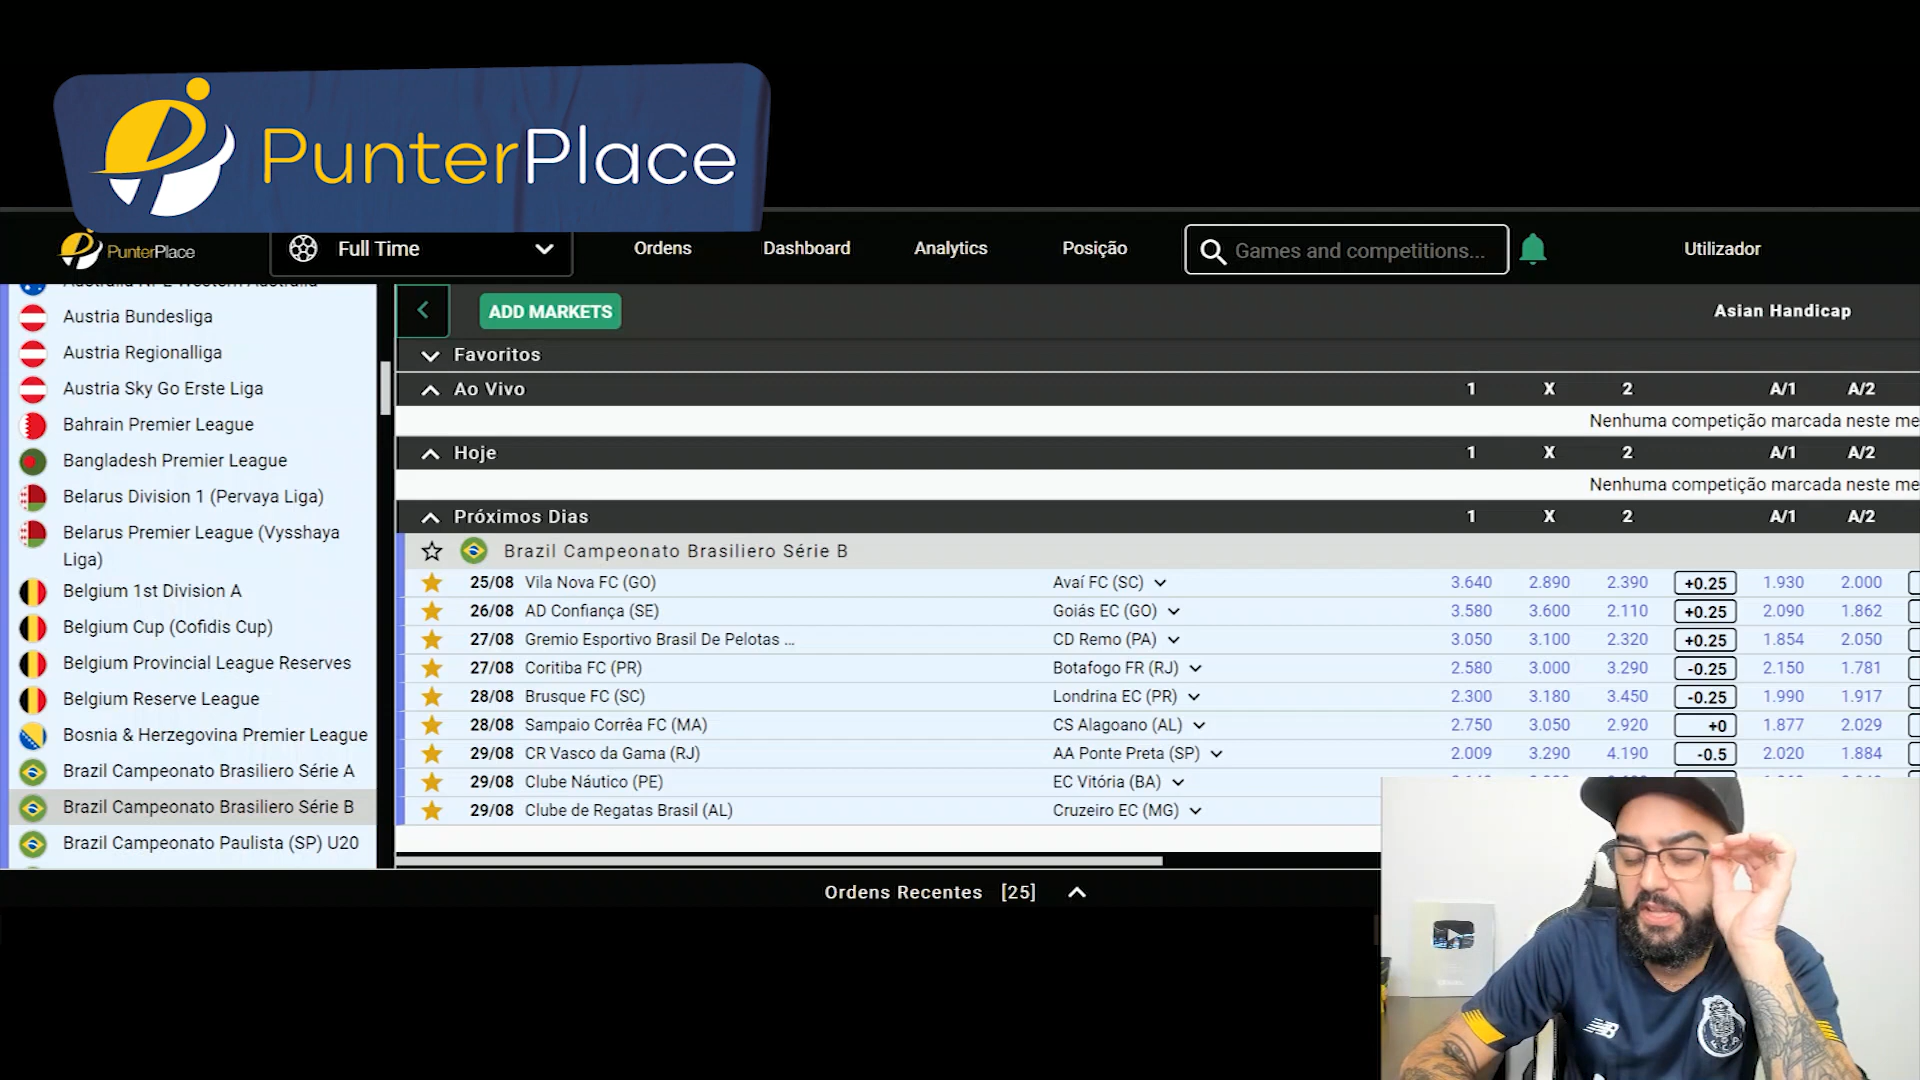 PunterPlace
PunterPlace Full Time Ordens Dashboard Analytics Posição Games and competitions... Utilizador
Austria Bundesliga
Austria Regionalliga
Austria Sky Go Erste Liga
Bahrain Premier League
Bangladesh Premier League
Belarus Division 1 (Pervaya Liga)
Belarus Premier League (Vysshaya
Liga)
Belgium 1st Division A
Belgium Cup (Cofidis Cup)
Belgium Provincial League Reserves
Belgium Reserve League
Bosnia & Herzegovina Premier League
Brazil Campeonato Brasiliero Série A
Brazil Campeonato Brasiliero Série B
Brazil Campeonato Paulista (SP) U20
ADD MARKETS Asian Handicap
Favoritos
Ao Vivo 1 X 2 A/1 A/2
Nenhuma competição marcada neste me
Hoje 1 X 2 A/1 A/2
Nenhuma competição marcada neste me
Próximos Dias 1 X 2 A/1 A/2
Brazil Campeonato Brasiliero Série B
25/08 Vila Nova FC (GO) Avaí FC (SC) 3.640 2.890 2.390 +0.25 1.930 2.000
26/08 AD Confiança (SE) Goiás EC (GO) 3.580 3.600 2.110 +0.25 2.090 1.862
27/08 Gremio Esportivo Brasil De Pelotas ... CD Remo (PA) 3.050 3.100 2.320 +0.25 1.854 2.050
27/08 Coritiba FC (PR) Botafogo FR (RJ) 2.580 3.000 3.290 -0.25 2.150 1.781
28/08 Brusque FC (SC) Londrina EC (PR) 2.300 3.180 3.450 -0.25 1.990 1.917
28/08 Sampaio Corrêa FC (MA) CS Alagoano (AL) 2.750 3.050 2.920 +0 1.877 2.029
29/08 CR Vasco da Gama (RJ) AA Ponte Preta (SP) 2.009 3.290 4.190 -0.5 2.020 1.884
29/08 Clube Náutico (PE) EC Vitória (BA)
29/08 Clube de Regatas Brasil (AL) Cruzeiro EC (MG)
Ordens Recentes [25]